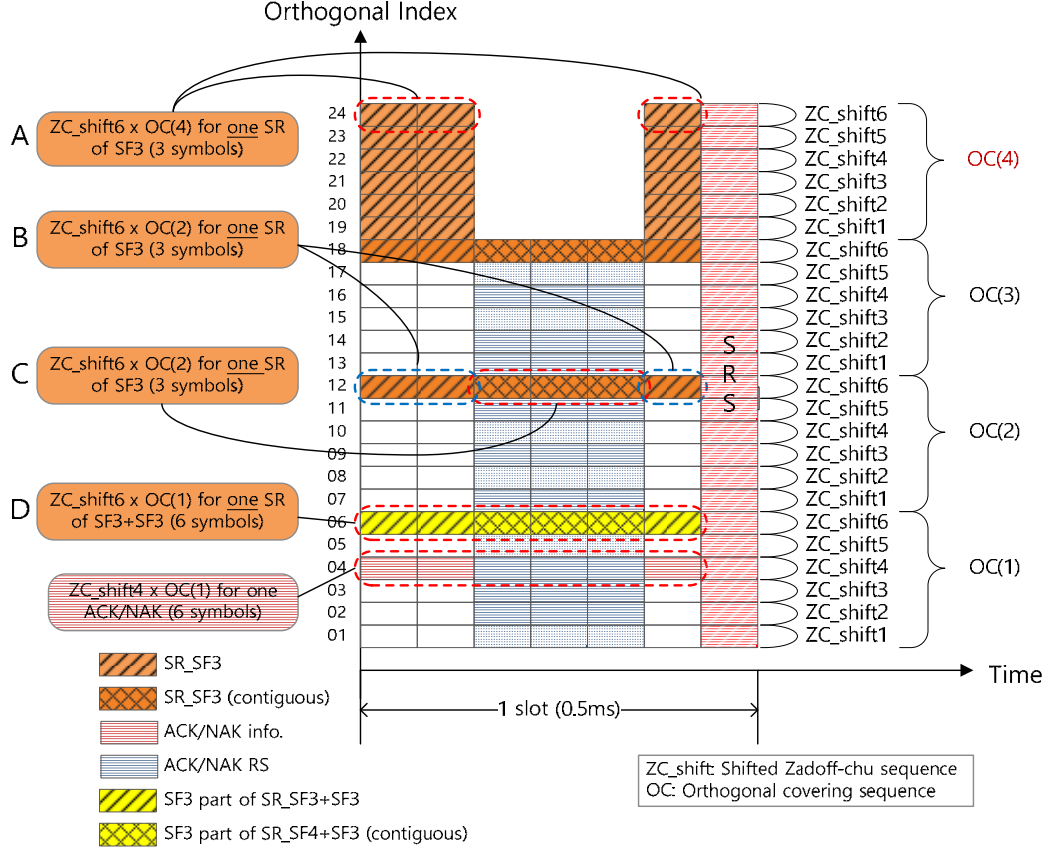 Orthogonal Index
A
ZC_shift6 x OC(4) for one SR
of SF3 (3 symbols)
B
ZC_shift6 x OC(2) for one SR
of SF3 (3 symbols)
C
ZC_shift6 x OC(2) for one SR
of SF3 (3 symbols)
D
ZC_shift6 x OC(1) for one SR
of SF3+SF3 (6 symbols)
ZC_shift4 x OC(1) for one
ACK/NAK (6 symbols)
24
23
22
21
20
19
18
17
16
15
14
13
12
11
10
09
08
07
06
05
04
03
02
01
S
R
S
ZC_shift6
ZC_shift5
ZC_shift4
ZC_shift3
ZC_shift2
ZC_shift1
ZC_shift6
ZC_shift5
ZC_shift4
ZC_shift3
ZC_shift2
ZC_shift1
ZC_shift6
ZC_shift5
ZC_shift4
ZC_shift3
ZC_shift2
ZC_shift1
ZC_shift6
ZC_shift5
ZC_shift4
ZC_shift3
ZC_shift2
ZC_shift1
OC(4)
OC(3)
OC(2)
OC(1)
Time
1 slot (0.5ms)
SR_SF3
SR_SF3 (contiguous)
ACK/NAK info.
ACK/NAK RS
SF3 part of SR_SF3+SF3
SF3 part of SR_SF4+SF3 (contiguous)
ZC_shift: Shifted Zadoff-chu sequence
OC: Orthogonal covering sequence